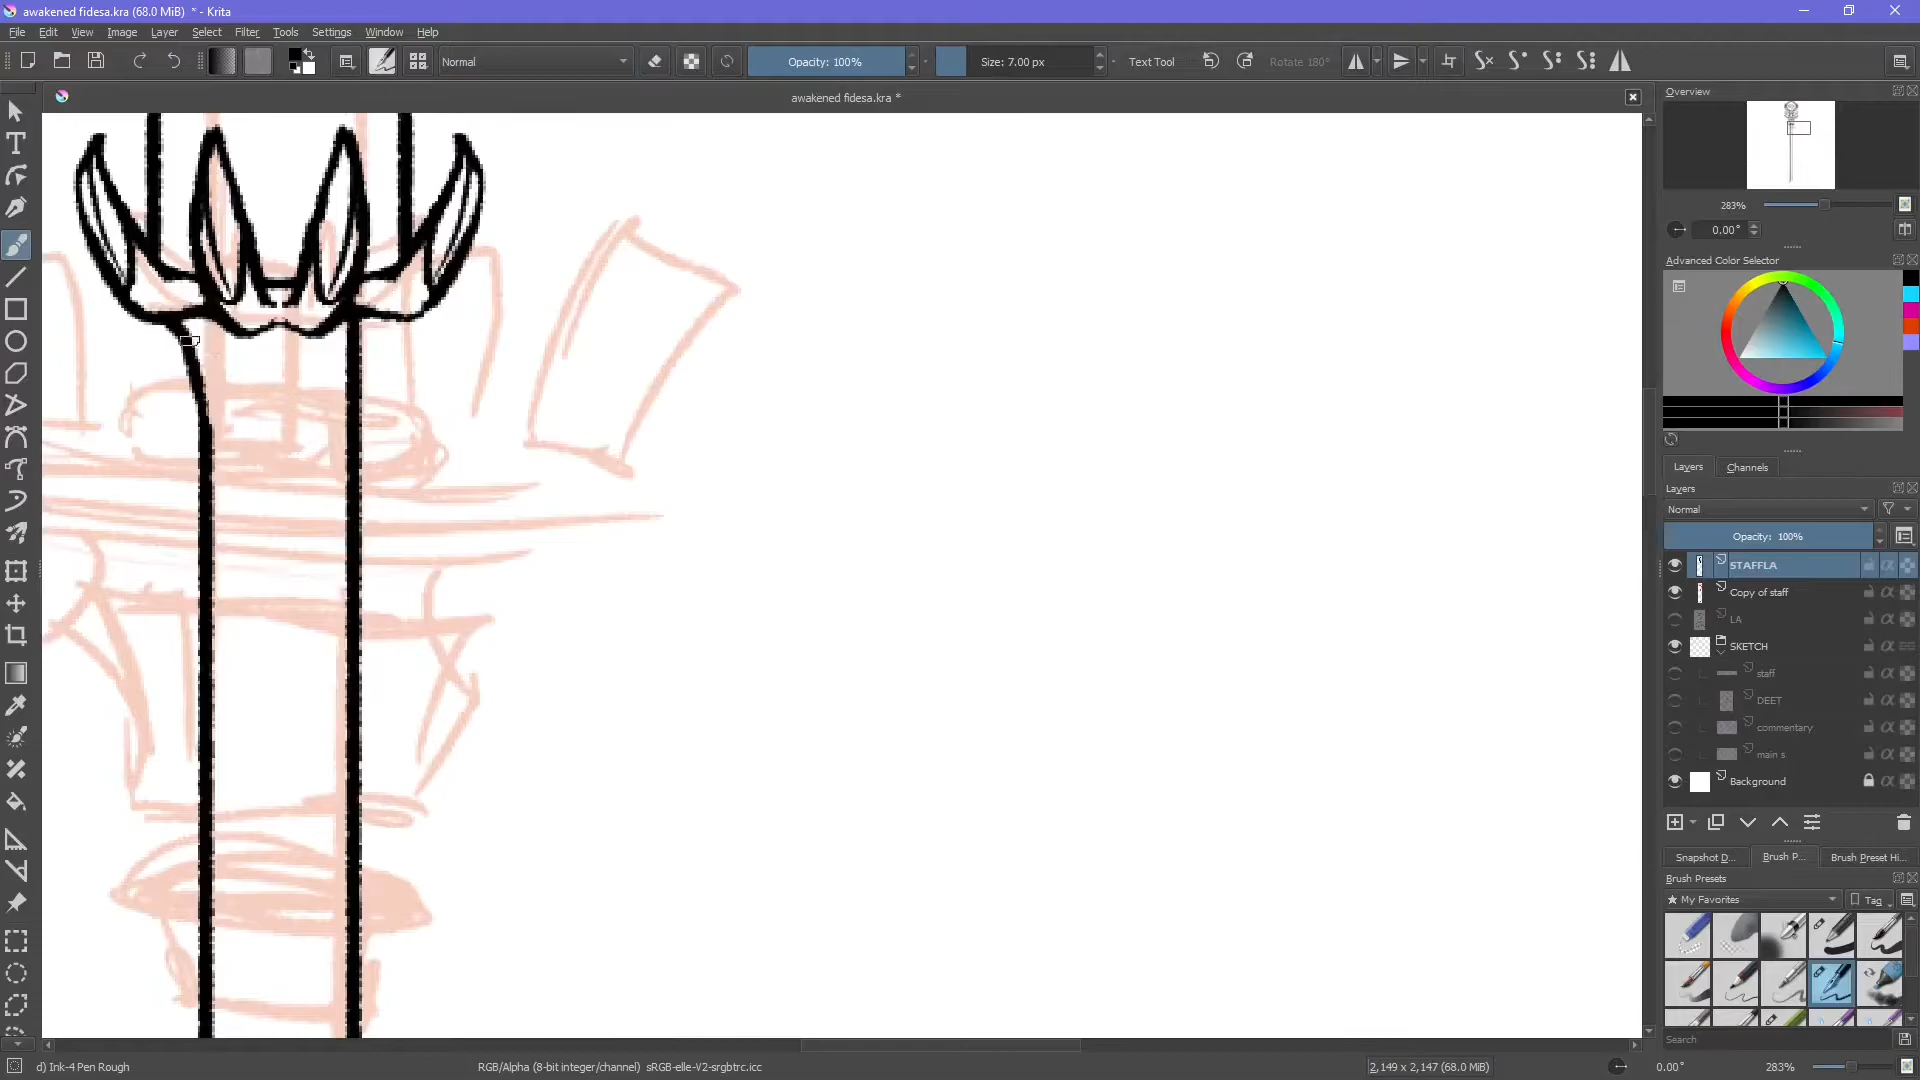 awakened fidesa.kra (68.0 MiB) * - Krita
File Edit View Image Layer Select Filter Tools Settings Window Help
Normal Opacity: 100% Size: 7.00 px Text Tool Rotate 180°
awakened fidesa.kra *
Overview
283%
0.00°
Advanced Color Selector
Layers Channels
Layers
Normal
Opacity: 100%
STAFFLA
Copy of staff
LA
SKETCH
staff
DEET
commentary
main s
Background
Snapshot D... Brush P... Brush Preset Hi...
Brush Presets
My Favorites Tag
Search
d) Ink-4 Pen Rough RGB/Alpha (8-bit integer/channel) sRGB-elle-V2-srgbtrc.icc 2,149 x 2,147 (68.0 MiB) 0.00° 283%